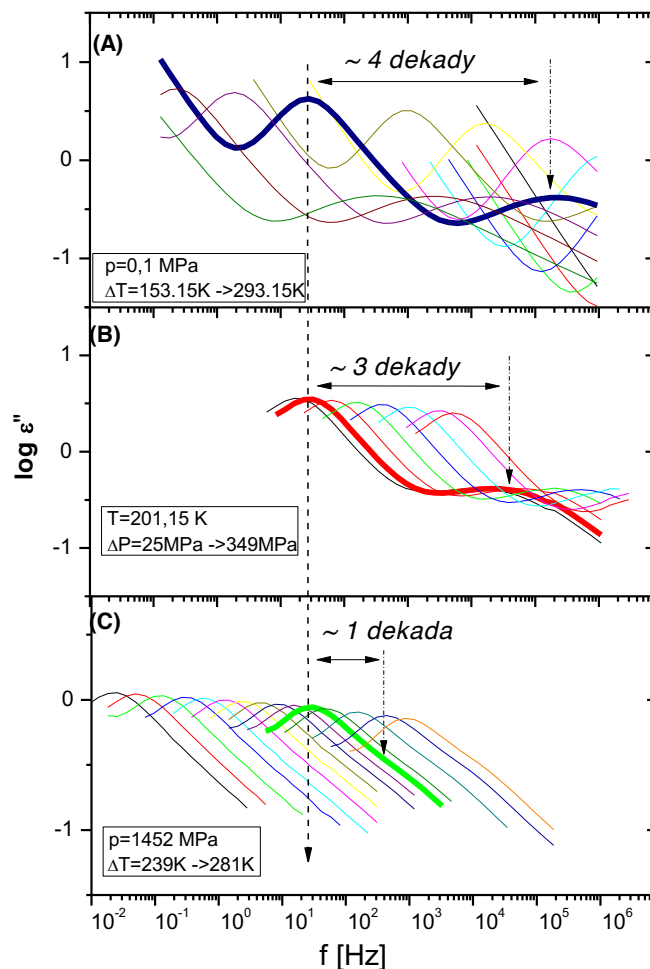 (A)
1
~ 4 dekady
0
-1
p=0,1 MPa
ΔT=153.15K ->293.15K
(B)
1
~ 3 dekady
log ε"
0
T=201,15 K
ΔP=25MPa ->349MPa
-1
(C)
~ 1 dekada
0
-1
p=1452 MPa
ΔT=239K ->281K
10^-2 10^-1 10^0 10^1 10^2 10^3 10^4 10^5 10^6
f [Hz]